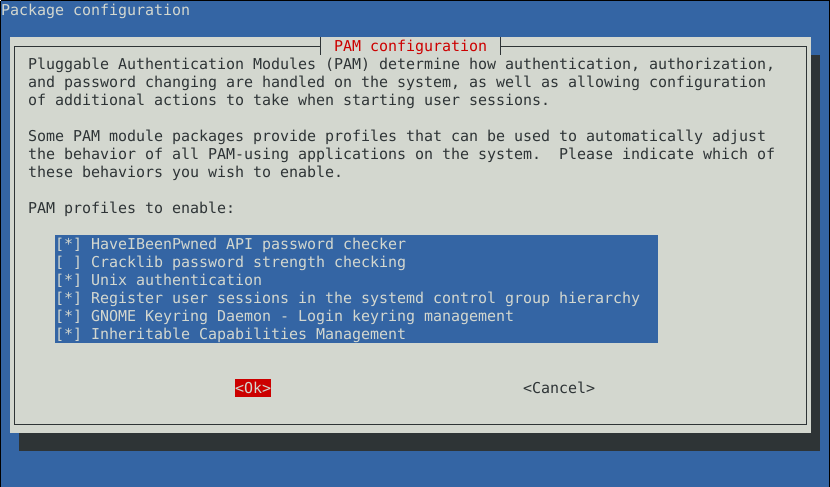 Package configuration
PAM configuration
Pluggable Authentication Modules (PAM) determine how authentication, authorization,
and password changing are handled on the system, as well as allowing configuration
of additional actions to take when starting user sessions.
Some PAM module packages provide profiles that can be used to automatically adjust
the behavior of all PAM-using applications on the system.  Please indicate which of
these behaviors you wish to enable.
PAM profiles to enable:
[*] HaveIBeenPwned API password checker
[ ] Cracklib password strength checking
[*] Unix authentication
[*] Register user sessions in the systemd control group hierarchy
[*] GNOME Keyring Daemon - Login keyring management
[*] Inheritable Capabilities Management
<Ok> <Cancel>